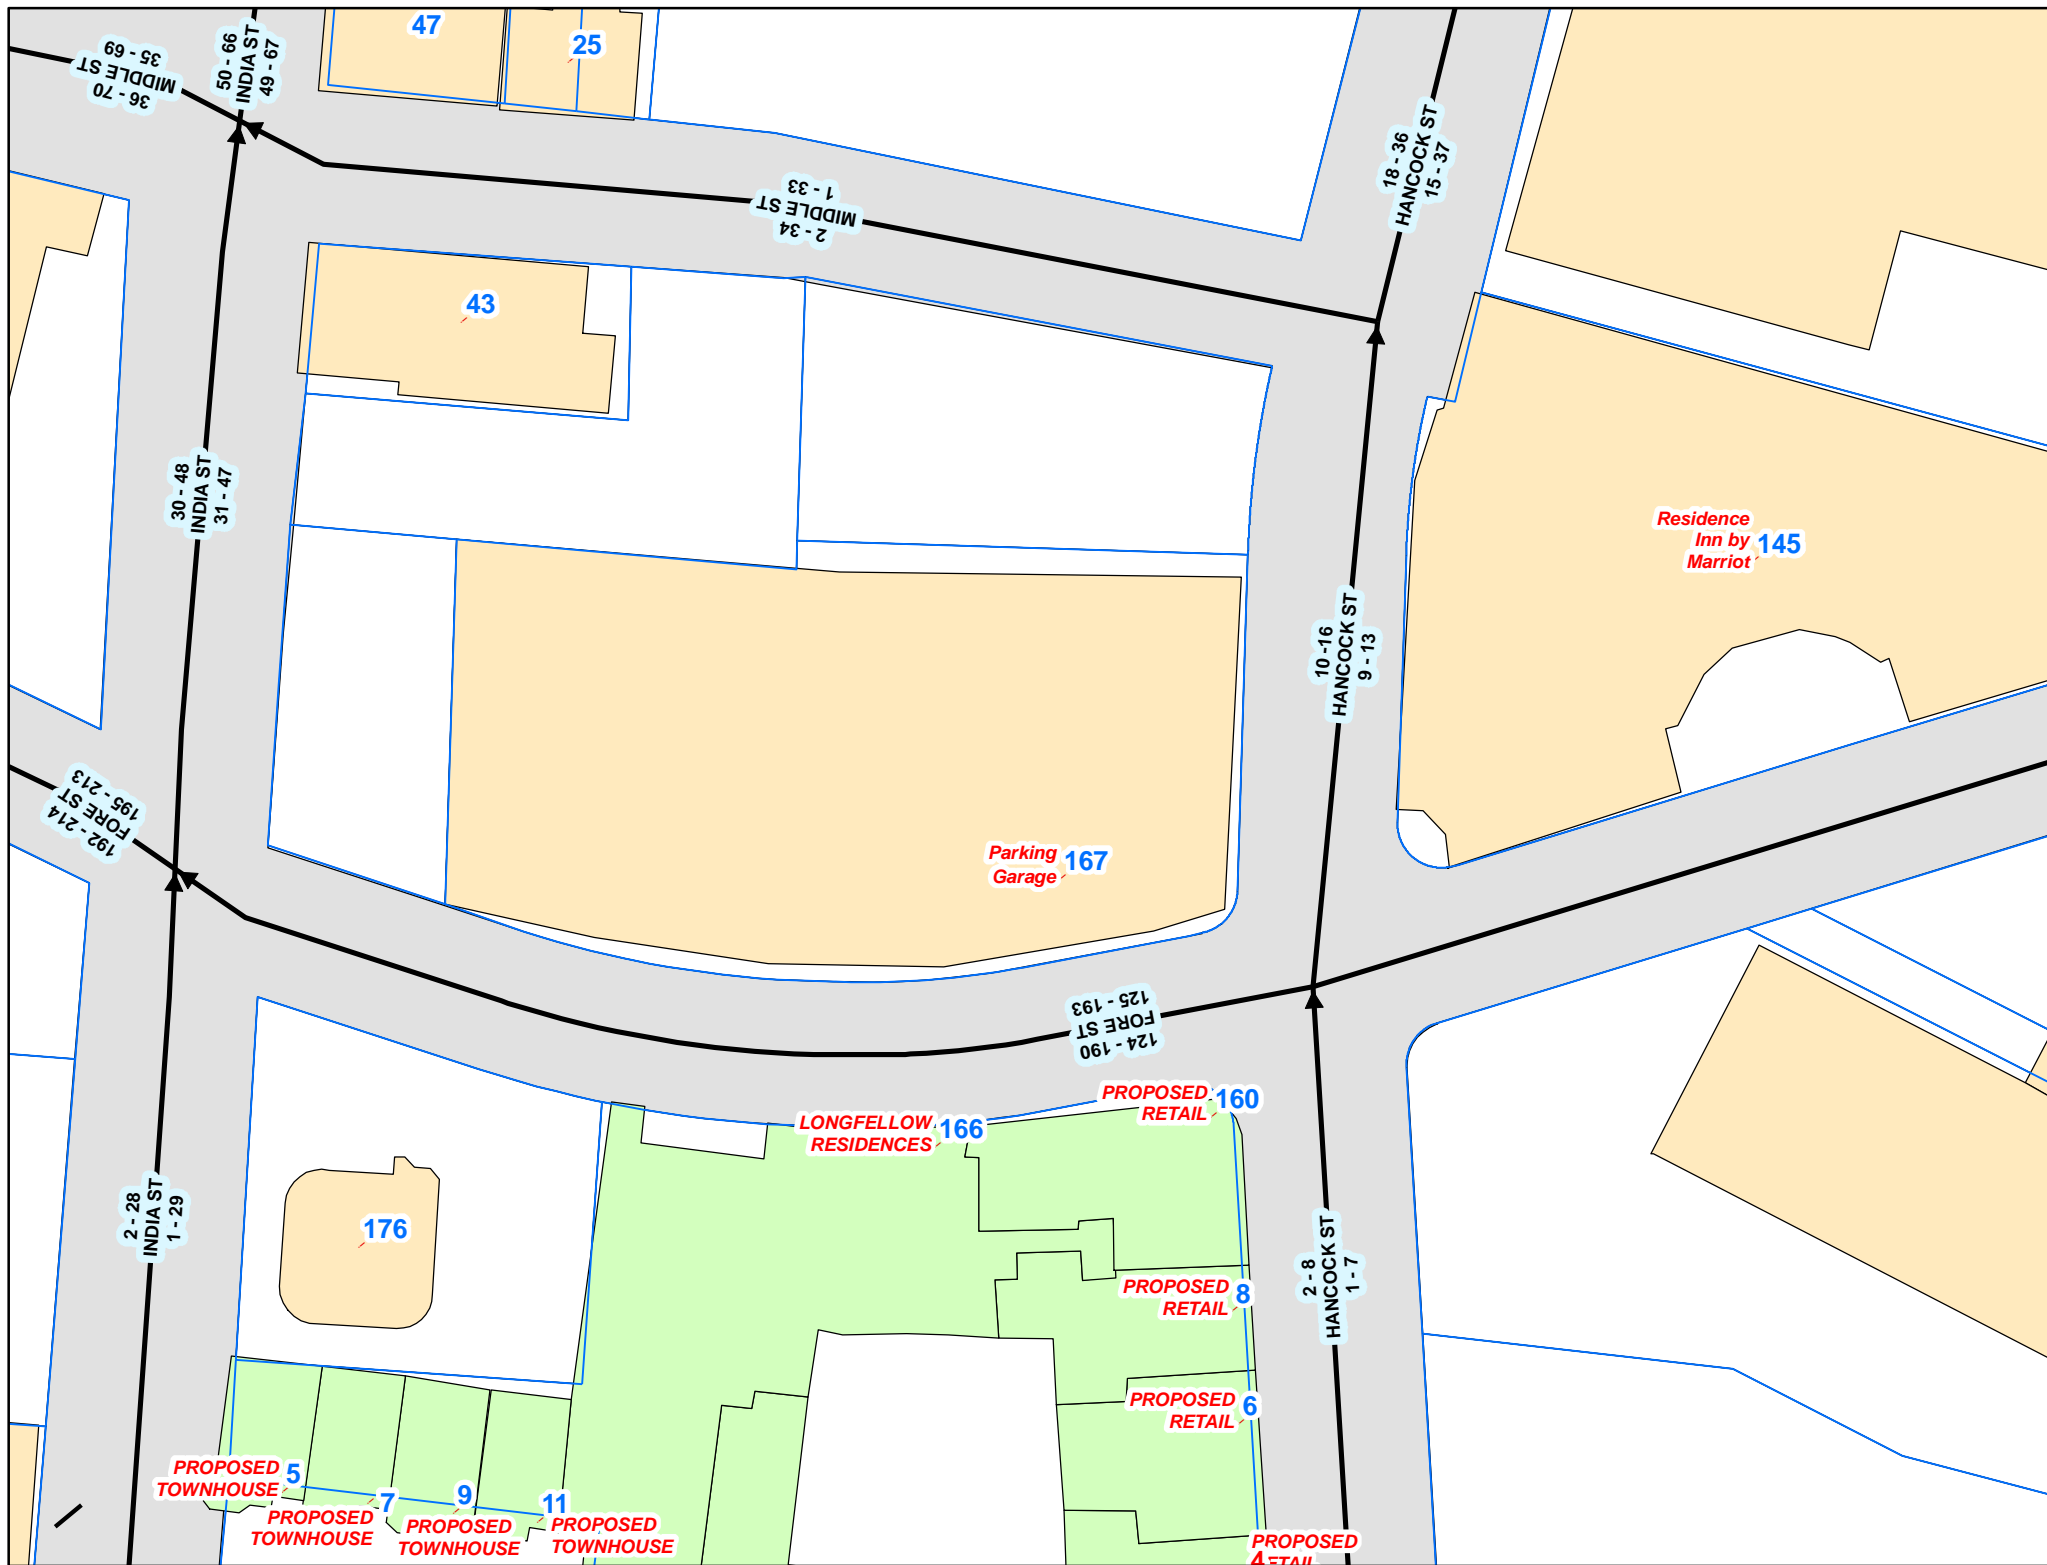 47
25
50 - 66
INDIA ST
49 - 67
35 - 69
MIDDLE ST
36 - 70
18 - 36
HANCOCK ST
15 - 37
1 - 33
MIDDLE ST
2 - 34
43
30 - 48
INDIA ST
31 - 47
Residence
Inn by
Marriot
145
10 -16
HANCOCK ST
9 - 13
195 - 213
FORE ST
192 - 214
Parking
Garage
167
125 - 193
FORE ST
124 - 190
PROPOSED
RETAIL
160
LONGFELLOW
RESIDENCES
166
2 - 28
INDIA ST
1 - 29
176
2 - 8
HANCOCK ST
1 - 7
PROPOSED
RETAIL
8
PROPOSED
RETAIL
6
PROPOSED
TOWNHOUSE
5
7
PROPOSED
TOWNHOUSE
9
PROPOSED
TOWNHOUSE
11
PROPOSED
TOWNHOUSE
PROPOSED
4